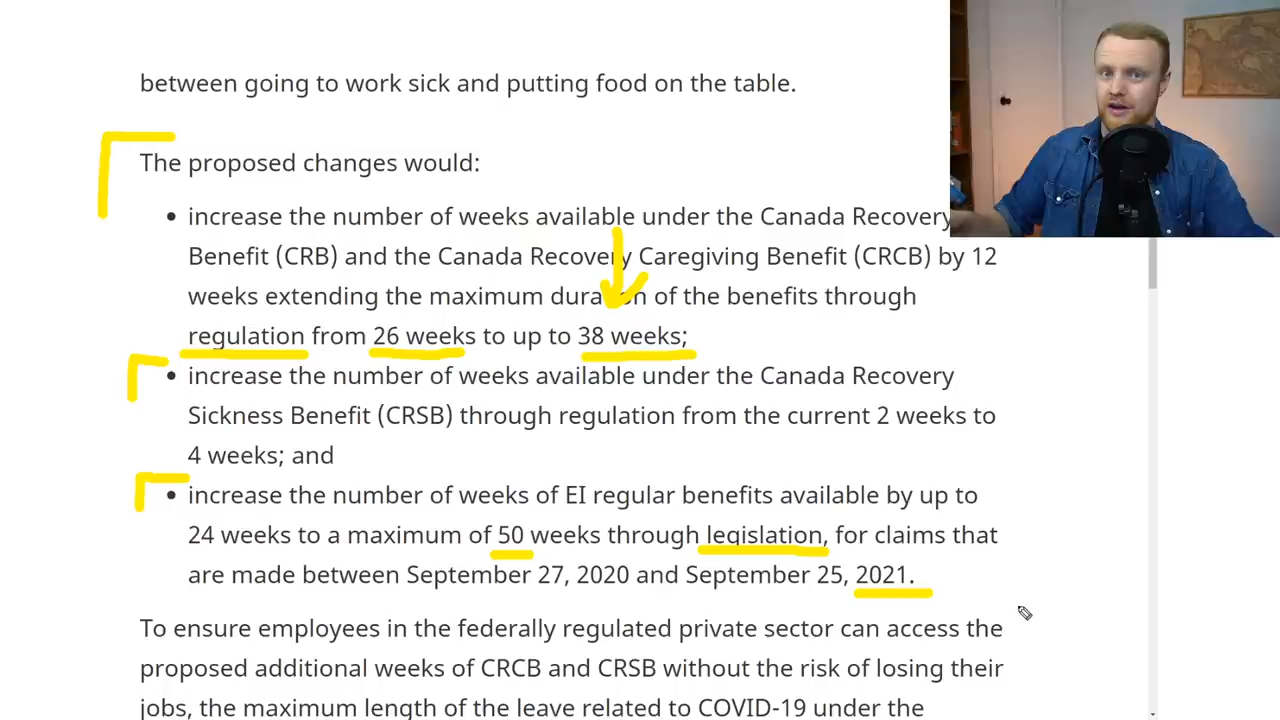 between going to work sick and putting food on the table.
The proposed changes would:
• increase the number of weeks available under the Canada Recovery
Benefit (CRB) and the Canada Recovery Caregiving Benefit (CRCB) by 12
weeks extending the maximum duration of the benefits through
regulation from 26 weeks to up to 38 weeks;
• increase the number of weeks available under the Canada Recovery
Sickness Benefit (CRSB) through regulation from the current 2 weeks to
4 weeks; and
• increase the number of weeks of EI regular benefits available by up to
24 weeks to a maximum of 50 weeks through legislation, for claims that
are made between September 27, 2020 and September 25, 2021.
To ensure employees in the federally regulated private sector can access the
proposed additional weeks of CRCB and CRSB without the risk of losing their
jobs, the maximum length of the leave related to COVID-19 under the